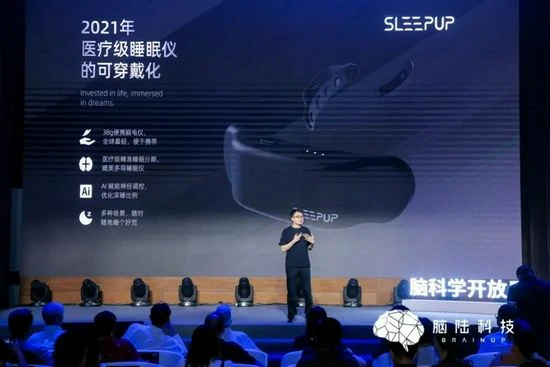 SLEEPUP
2021年
医疗级睡眠仪
的可穿戴化
Invested in life, immersed
in dreams.
38g便携脑电仪,
全球最轻,便于携带
医疗级精准睡眠分期,
媲美多导睡眠仪
Ai
AI 赋能神经调控,
优化深睡比例
多种场景,随时
随地睡个好觉
SLEEPUP
脑科学开放
脑陆科技
BRAINUP